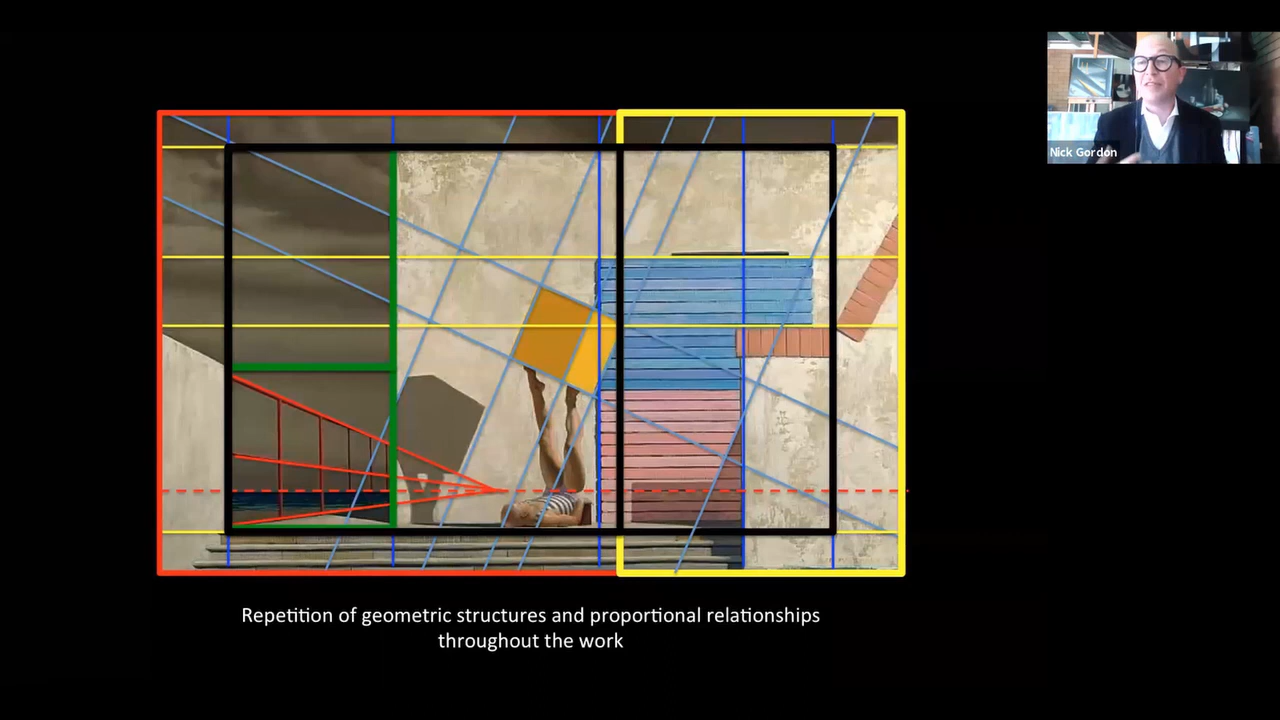 Nick Gordon
Repetition of geometric structures and proportional relationships
throughout the work